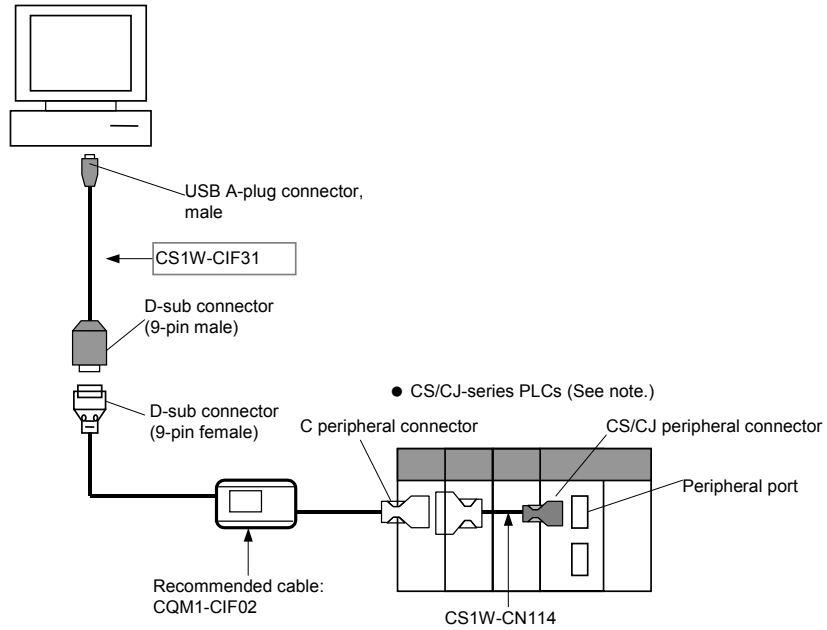 USB A-plug connector,
male
CS1W-CIF31
D-sub connector
(9-pin male)
● CS/CJ-series PLCs (See note.)
D-sub connector
(9-pin female)
C peripheral connector
CS/CJ peripheral connector
Peripheral port
Recommended cable:
CQM1-CIF02
CS1W-CN114